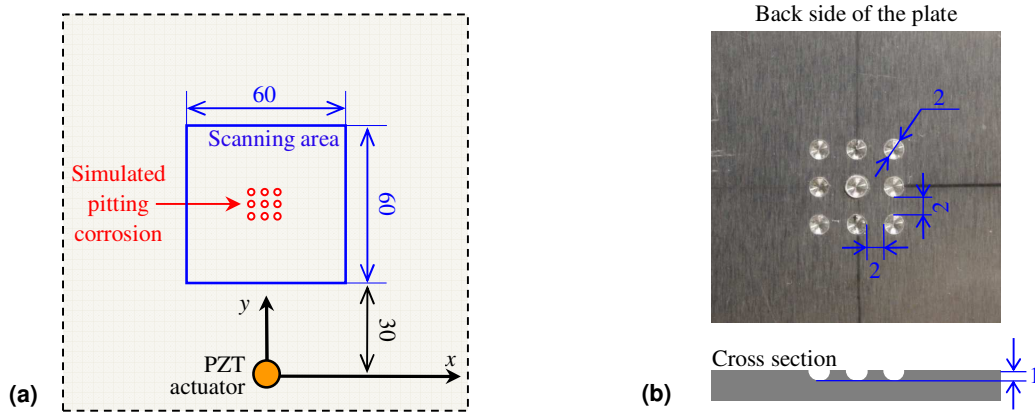 60
Scanning area
Simulated
pitting
corrosion
60
y
30
PZT
actuator
x
(a)
Back side of the plate
2
2
2
Cross section
1
(b)